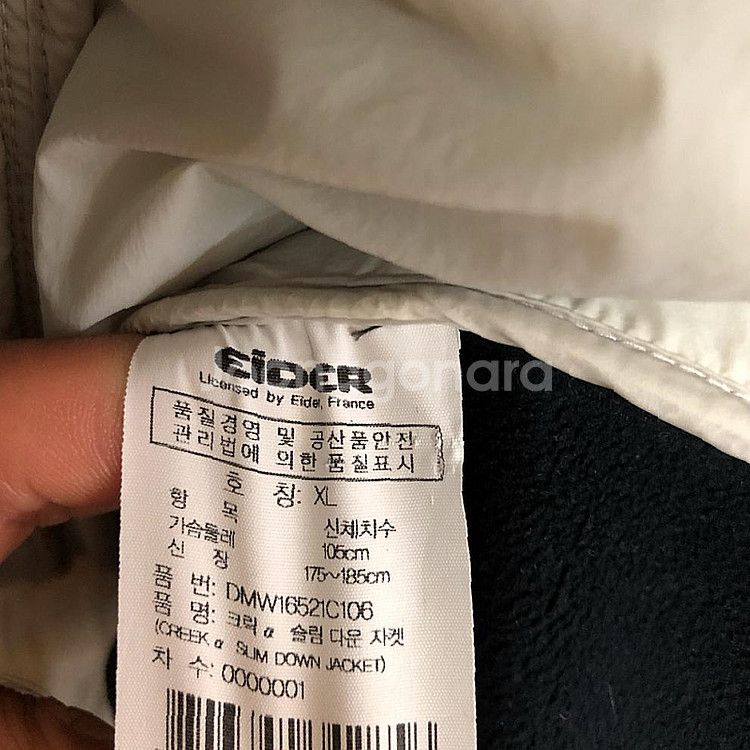 EIDER
Licensed by Eider, France
품질경영 및 공산품안전
관리법에 의한 품질표시
호 칭: XL
항 목 신체치수
가슴둘레 105cm
신 장 175~185cm
품 번: DMW16521C106
품 명: 크릭α 슬림 다운 자켓
(CREEK α SLIM DOWN JACKET)
차 수: 0000001